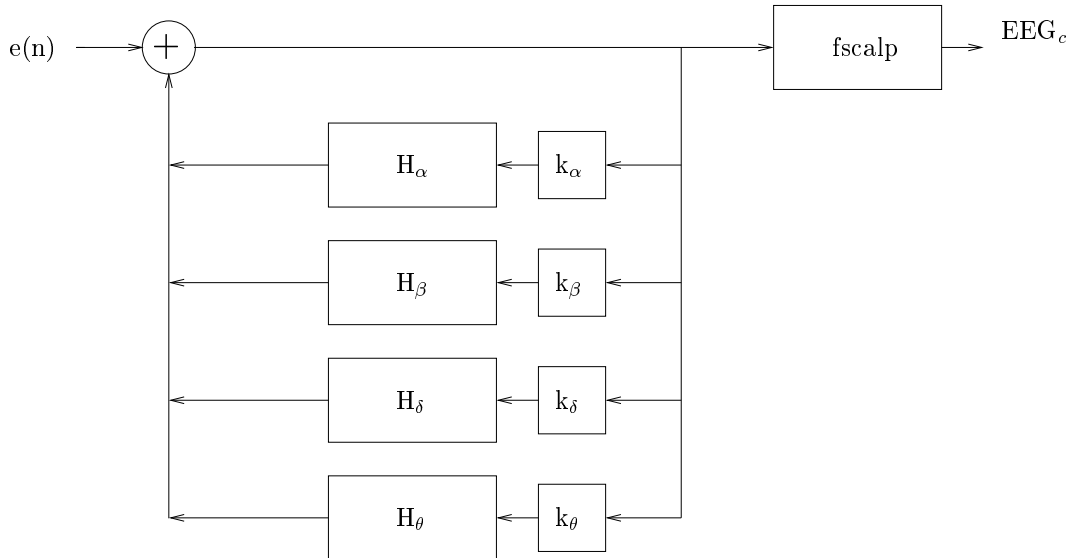 e(n) + fscalp EEG_c
H_α k_α
H_β k_β
H_δ k_δ
H_θ k_θ